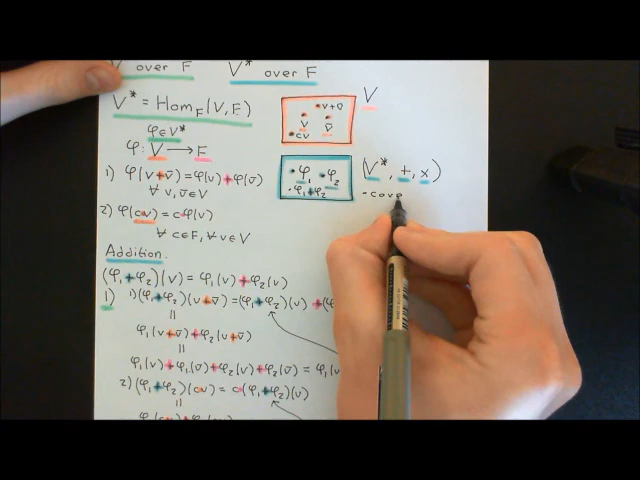 V over F V* over F
V* = Hom_F(V, F)
φ∈V*
φ: V → F
1) φ(v+v̄) = φ(v)+φ(v̄)
∀ v, v̄ ∈ V
2) φ(cv) = cφ(v)
∀ c∈F, ∀ v∈V
V
v+v̄
v v̄
cv
φ₁ φ₂
φ₁+φ₂
(V*, +, x)
-cove
Addition
(φ₁+φ₂)(v) = φ₁(v)+φ₂(v)
1) 1) (φ₁+φ₂)(v+v̄) = (φ₁+φ₂)(v) + (φ
=
φ₁(v+v̄)+φ₂(v+v̄)
=
φ₁(v)+φ₁(v̄)+φ₂(v)+φ₂(v̄) = φ₁(v
2) (φ₁+φ₂)(cv) = c(φ₁+φ₂)(v)
=